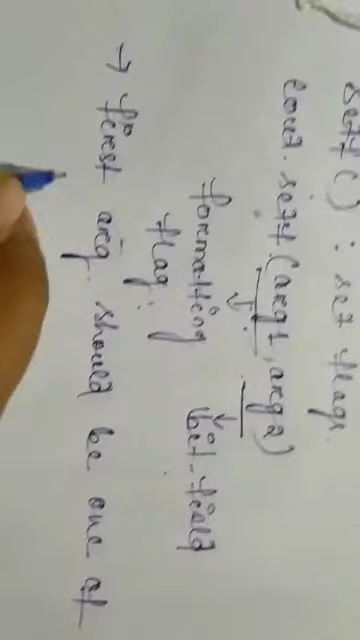 setf() : set flags.
cout. setf (arg1, arg2)
formatting bit-field
flag.
→ first arg. should be one of